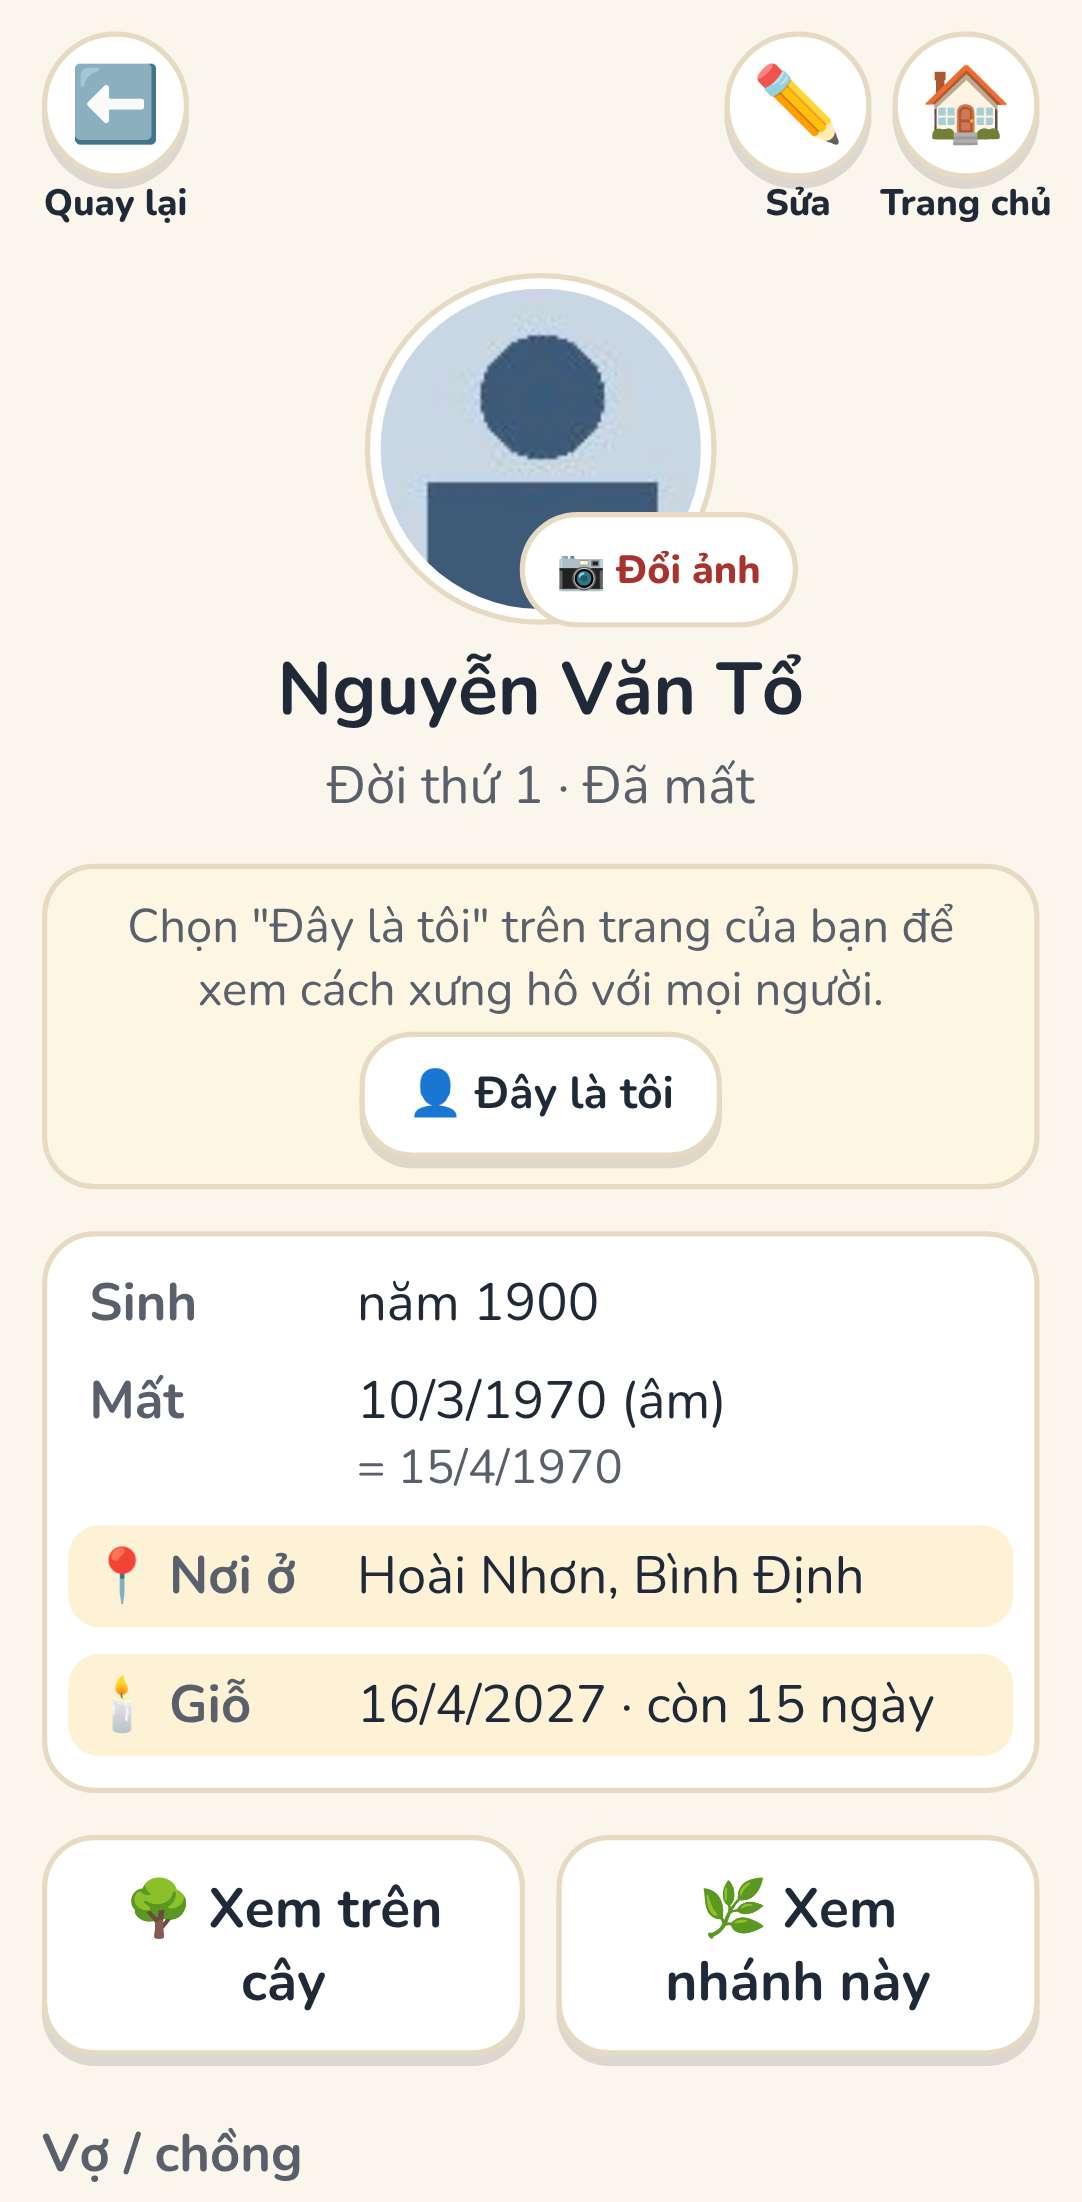 Quay lại
Sửa
Trang chủ
Đổi ảnh
Nguyễn Văn Tổ
Đời thứ 1 · Đã mất
Chọn "Đây là tôi" trên trang của bạn để
xem cách xưng hô với mọi người.
Đây là tôi
Sinh năm 1900
Mất 10/3/1970 (âm)
= 15/4/1970
Nơi ở Hoài Nhơn, Bình Định
Giỗ 16/4/2027 · còn 15 ngày
Xem trên
cây
Xem
nhánh này
Vợ / chồng